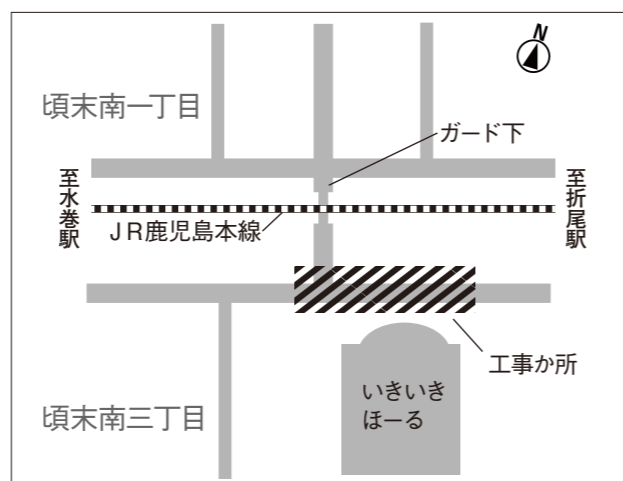 N
頃末南一丁目
ガード下
至水巻駅
至折尾駅
JR鹿児島本線
工事か所
いきいき
ほーる
頃末南三丁目